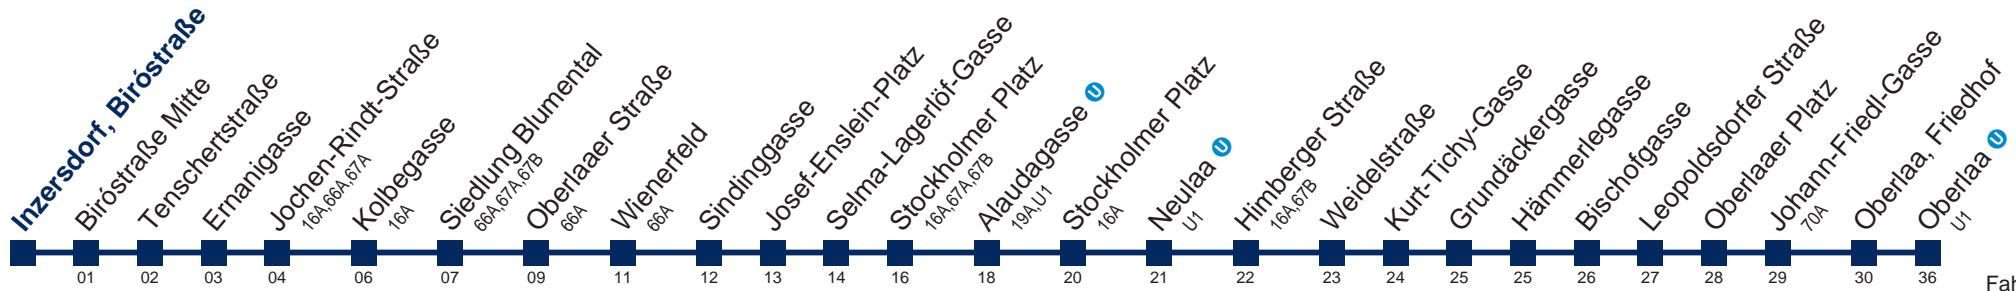 Inzersdorf, Biróstraße
Biróstraße Mitte
01
Tenschertstraße
02
Ernanigasse
03
Jochen-Rindt-Straße
16A,66A,67A
04
Kolbegasse
16A
06
Siedlung Blumental
66A,67A,67B
07
Oberlaaer Straße
66A
09
Wienerfeld
66A
11
Sindinggasse
12
Josef-Enslein-Platz
13
Selma-Lagerlöf-Gasse
14
Stockholmer Platz
16A,67A,67B
16
Alaudagasse U
19A,U1
18
Stockholmer Platz
16A
20
Neulaa U
U1
21
Himberger Straße
16A,67B
22
Weidelstraße
23
Kurt-Tichy-Gasse
24
Grundäckergasse
25
Hämmerlegasse
25
Bischofgasse
26
Leopoldsdorfer Straße
27
Oberlaaer Platz
28
Johann-Friedl-Gasse
70A
29
Oberlaa, Friedhof
30
Oberlaa U
U1
36
Fah